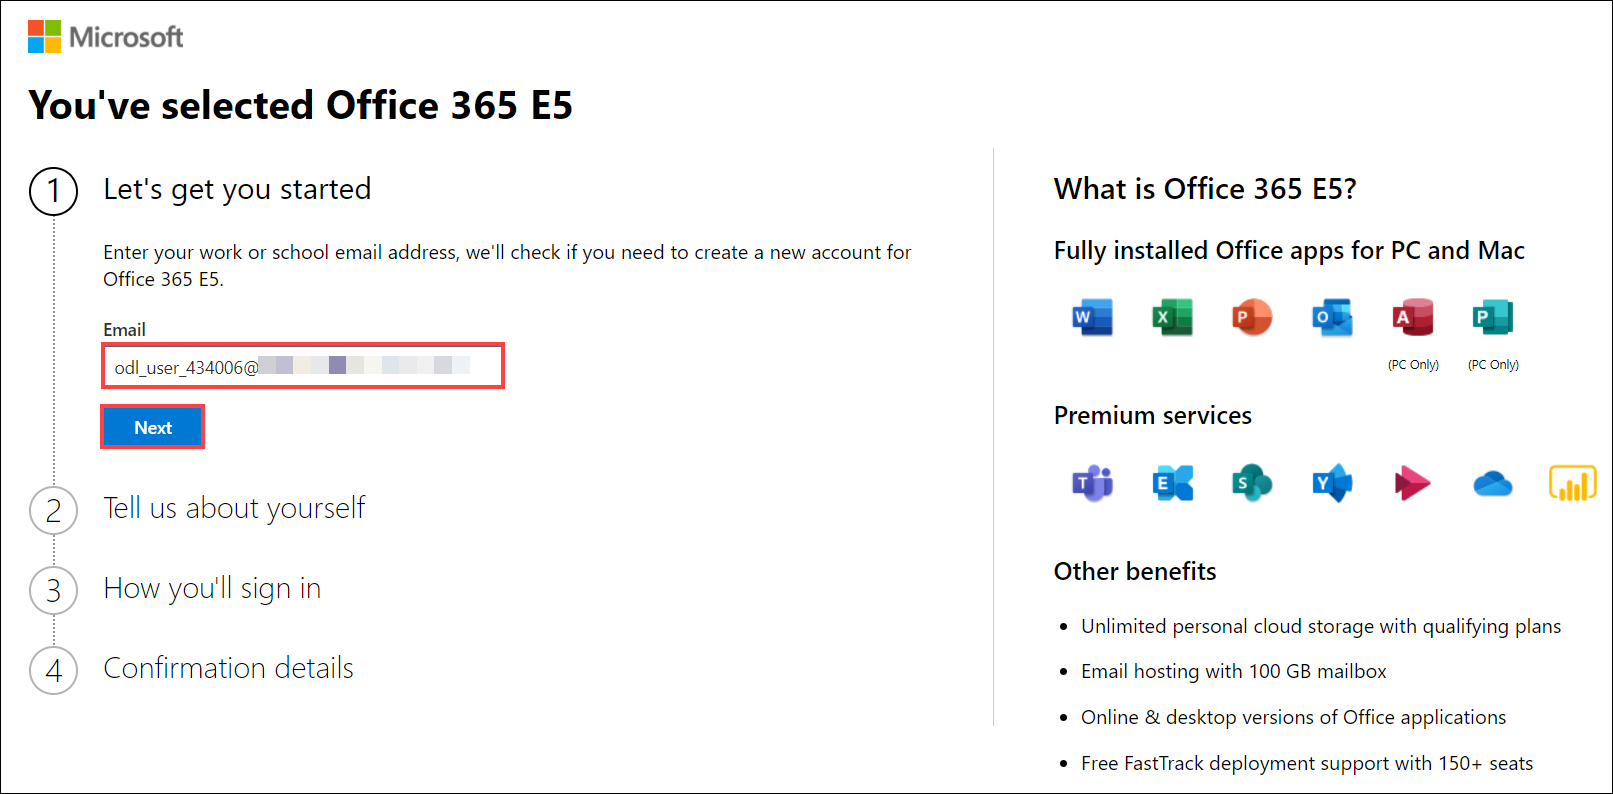 Microsoft
You've selected Office 365 E5
1
Let's get you started
Enter your work or school email address, we'll check if you need to create a new account for
Office 365 E5.
Email
odl_user_434006@
Next
2
Tell us about yourself
3
How you'll sign in
4
Confirmation details
What is Office 365 E5?
Fully installed Office apps for PC and Mac
W X P O A P
(PC Only) (PC Only)
Premium services
T E S Y
Other benefits
• Unlimited personal cloud storage with qualifying plans
• Email hosting with 100 GB mailbox
• Online & desktop versions of Office applications
• Free FastTrack deployment support with 150+ seats